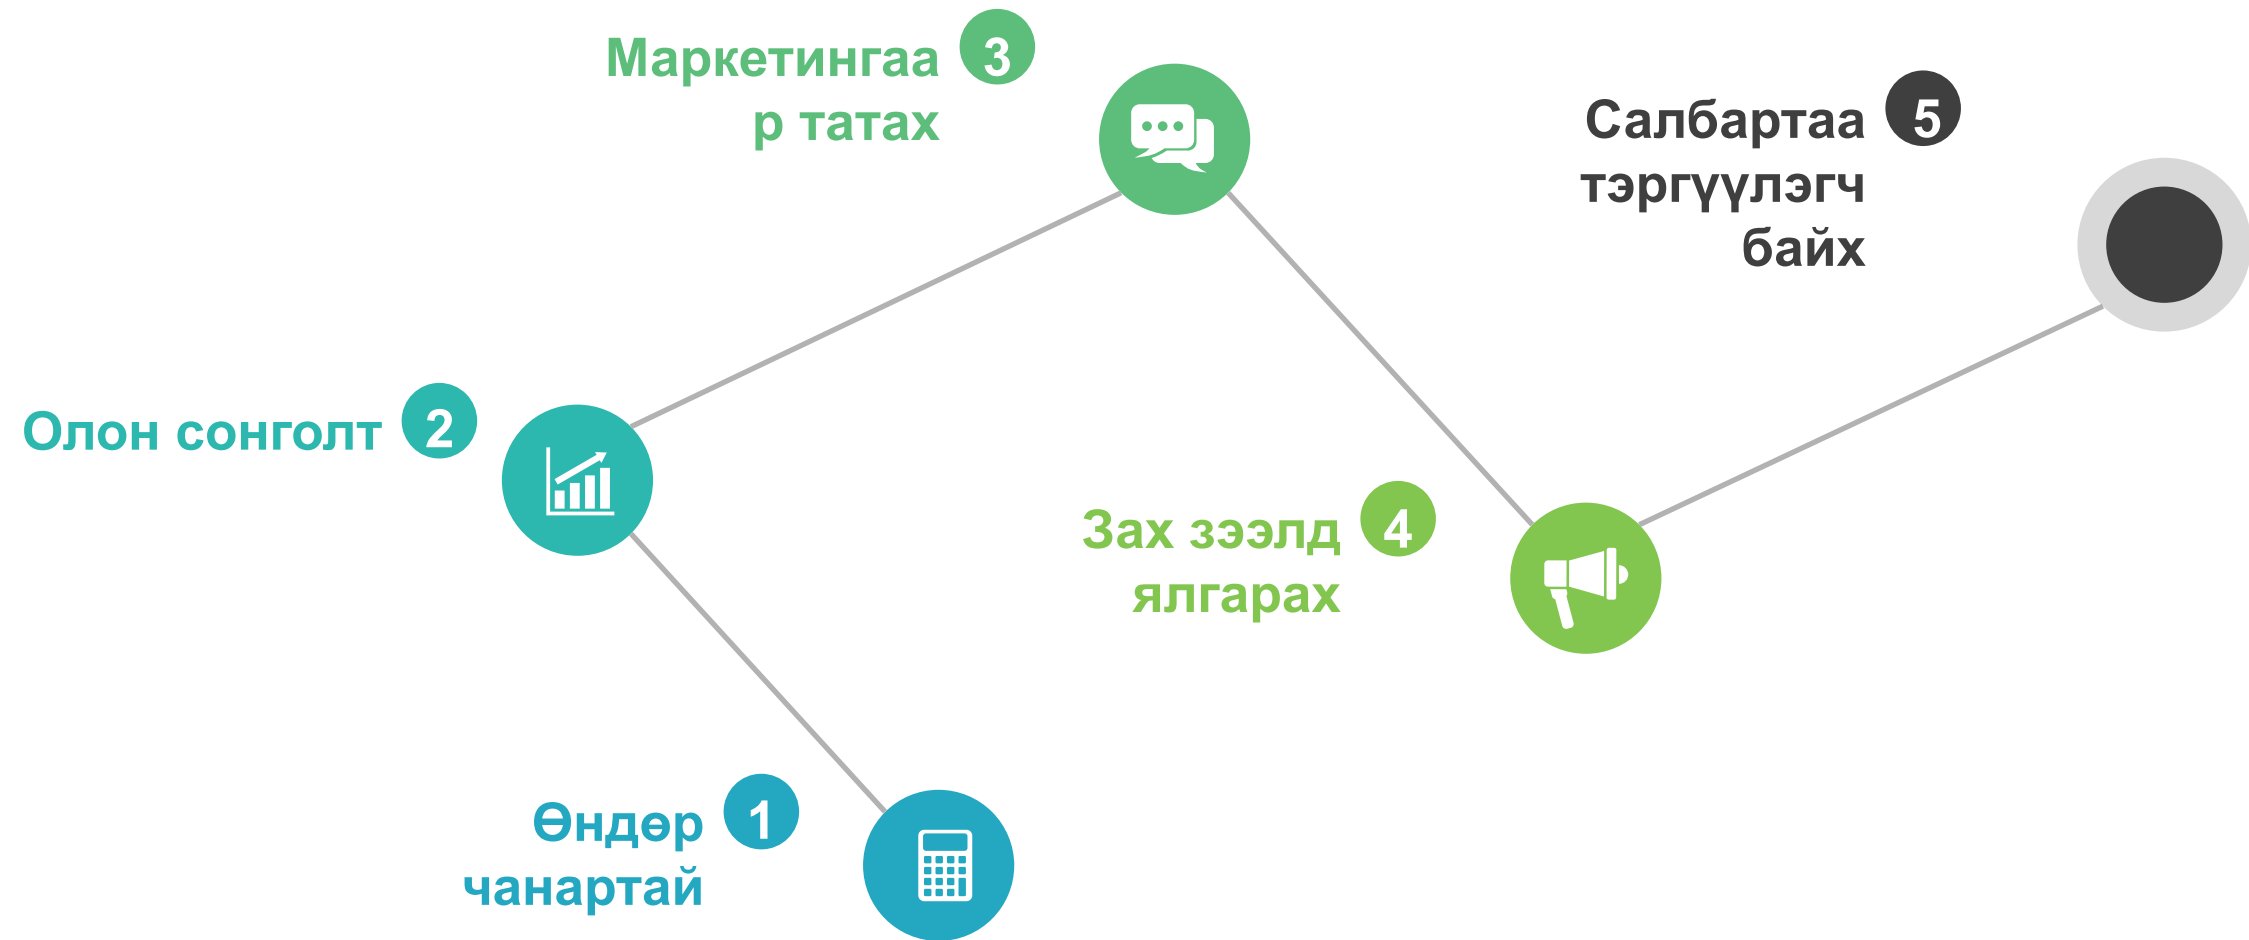 Маркетингаа
р татах
3
Салбартаа
тэргүүлэгч
байх
5
Олон сонголт
2
Зах зээлд
ялгарах
4
Өндөр
чанартай
1